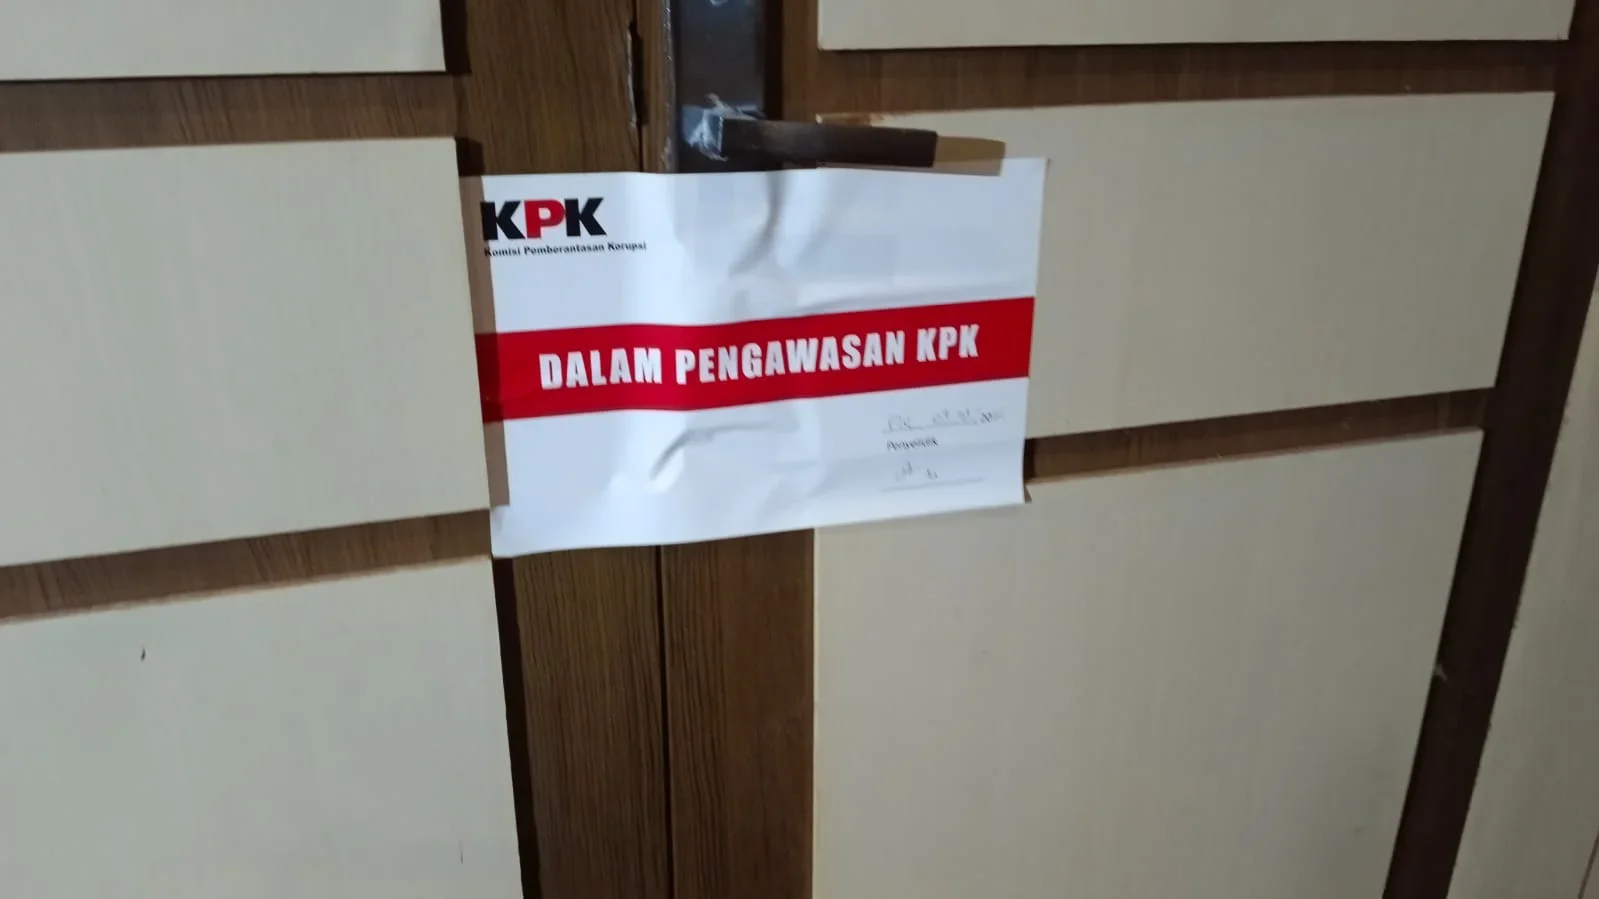 KPK
Komisi Pemberantasan Korupsi
DALAM PENGAWASAN KPK
Penyelidik